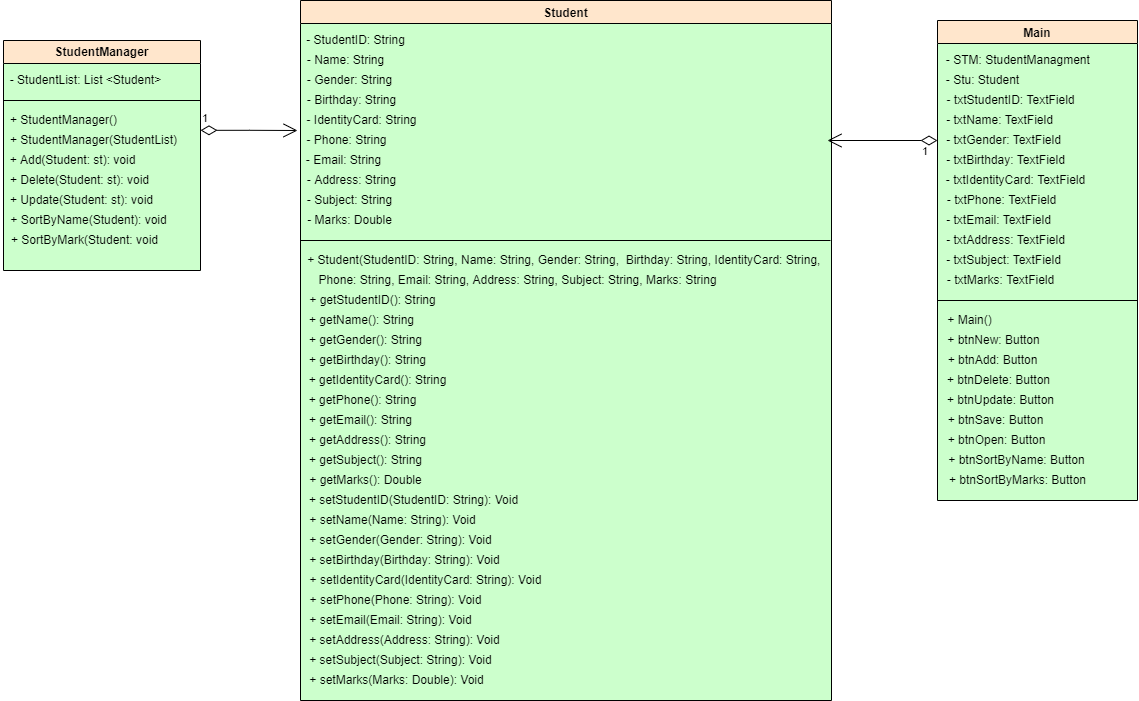 StudentManager
- StudentList: List <Student>
+ StudentManager()
+ StudentManager(StudentList)
+ Add(Student: st): void
+ Delete(Student: st): void
+ Update(Student: st): void
+ SortByName(Student): void
+ SortByMark(Student: void
1
Student
- StudentID: String
- Name: String
- Gender: String
- Birthday: String
- IdentityCard: String
- Phone: String
- Email: String
- Address: String
- Subject: String
- Marks: Double
+ Student(StudentID: String, Name: String, Gender: String, Birthday: String, IdentityCard: String,
Phone: String, Email: String, Address: String, Subject: String, Marks: String
+ getStudentID(): String
+ getName(): String
+ getGender(): String
+ getBirthday(): String
+ getIdentityCard(): String
+ getPhone(): String
+ getEmail(): String
+ getAddress(): String
+ getSubject(): String
+ getMarks(): Double
+ setStudentID(StudentID: String): Void
+ setName(Name: String): Void
+ setGender(Gender: String): Void
+ setBirthday(Birthday: String): Void
+ setIdentityCard(IdentityCard: String): Void
+ setPhone(Phone: String): Void
+ setEmail(Email: String): Void
+ setAddress(Address: String): Void
+ setSubject(Subject: String): Void
+ setMarks(Marks: Double): Void
1
Main
- STM: StudentManagment
- Stu: Student
- txtStudentID: TextField
- txtName: TextField
- txtGender: TextField
- txtBirthday: TextField
- txtIdentityCard: TextField
- txtPhone: TextField
- txtEmail: TextField
- txtAddress: TextField
- txtSubject: TextField
- txtMarks: TextField
+ Main()
+ btnNew: Button
+ btnAdd: Button
+ btnDelete: Button
+ btnUpdate: Button
+ btnSave: Button
+ btnOpen: Button
+ btnSortByName: Button
+ btnSortByMarks: Button